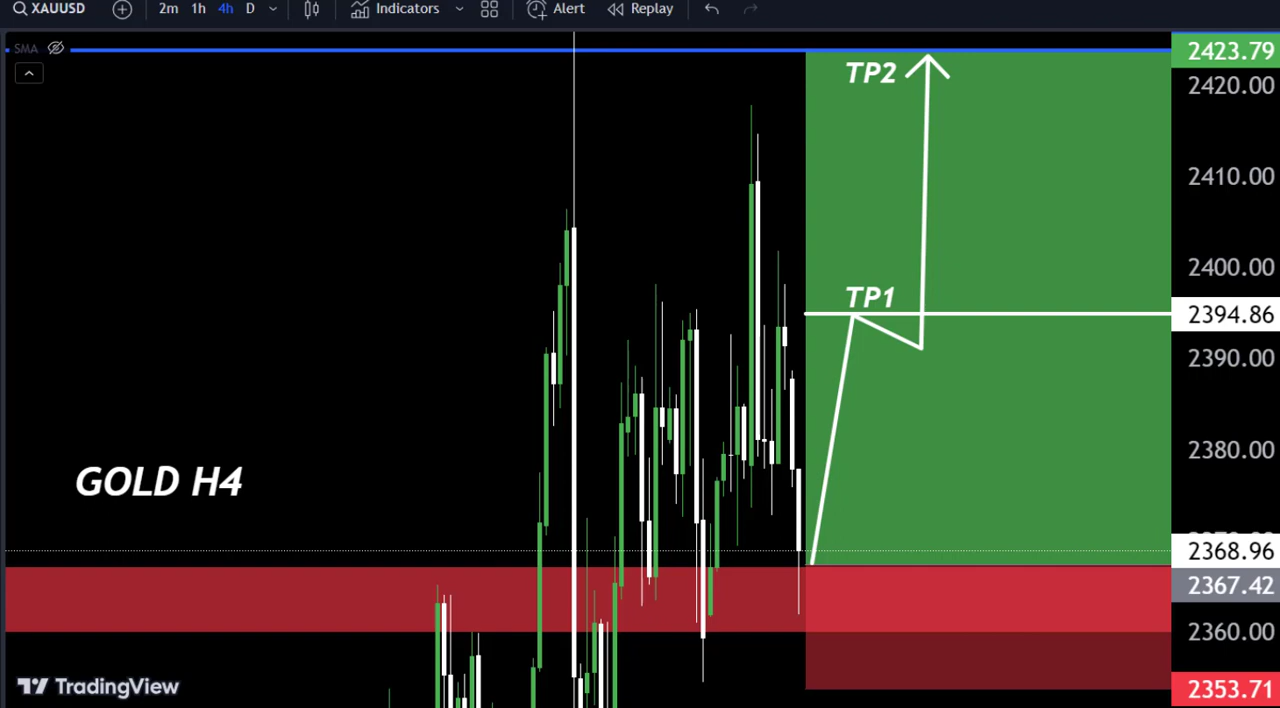 XAUUSD 2m 1h 4h D Indicators Alert Replay
SMA
2423.79
TP2
2420.00
2410.00
2400.00
TP1
2394.86
2390.00
2380.00
GOLD H4
2368.96
2367.42
2360.00
TradingView
2353.71